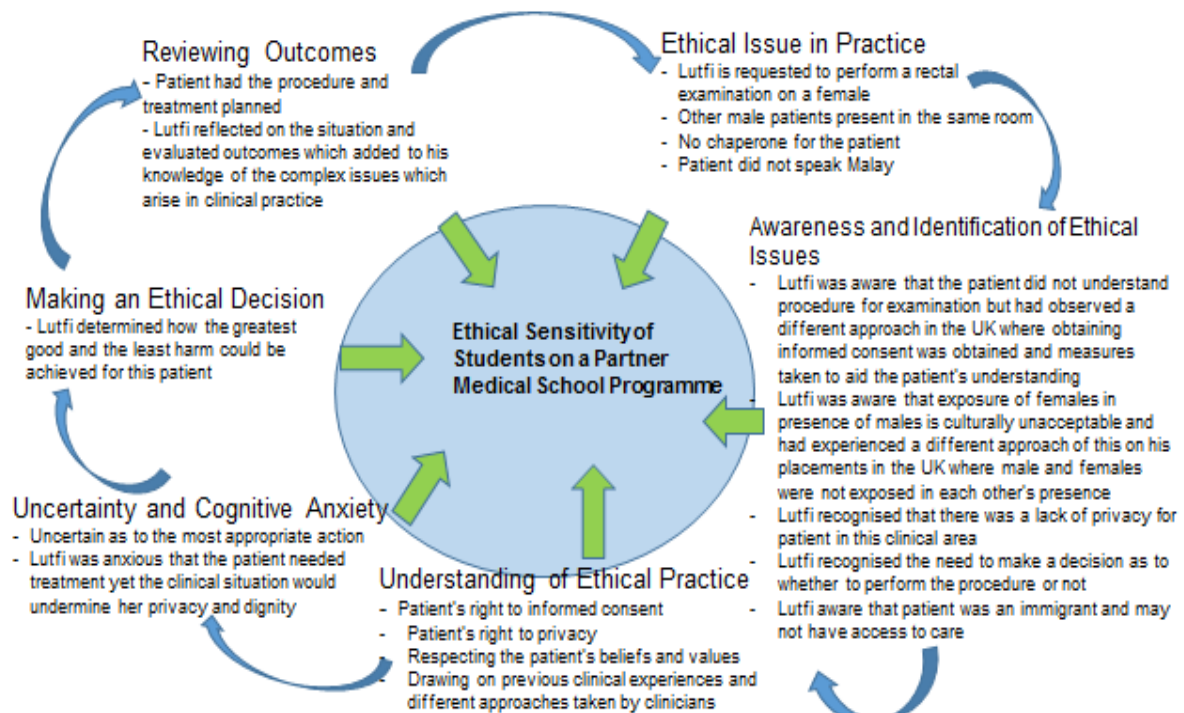 Reviewing Outcomes
- Patient had the procedure and
treatment planned
- Lutfi reflected on the situation and
evaluated outcomes which added to his
knowledge of the complex issues which
arise in clinical practice
Ethical Issue in Practice
- Lutfi is requested to perform a rectal
examination on a female
- Other male patients present in the same room
- No chaperone for the patient
- Patient did not speak Malay
Awareness and Identification of Ethical
Issues
- Lutfi was aware that the patient did not understand
procedure for examination but had observed a
different approach in the UK where obtaining
informed consent was obtained and measures
taken to aid the patient's understanding
- Lutfi was aware that exposure of females in
presence of males is culturally unacceptable and
had experienced a different approach of this on his
placements in the UK where male and females
were not exposed in each other's presence
- Lutfi recognised that there was a lack of privacy for
patient in this clinical area
- Lutfi recognised the need to make a decision as to
whether to perform the procedure or not
- Lutfi aware that patient was an immigrant and may
not have access to care
Understanding of Ethical Practice
- Patient's right to informed consent
- Patient's right to privacy
- Respecting the patient's beliefs and values
- Drawing on previous clinical experiences and
different approaches taken by clinicians
Uncertainty and Cognitive Anxiety
- Uncertain as to the most appropriate action
- Lutfi was anxious that the patient needed
treatment yet the clinical situation would
undermine her privacy and dignity
Making an Ethical Decision
- Lutfi determined how the greatest
good and the least harm could be
achieved for this patient
Ethical Sensitivity of
Students on a Partner
Medical School Programme